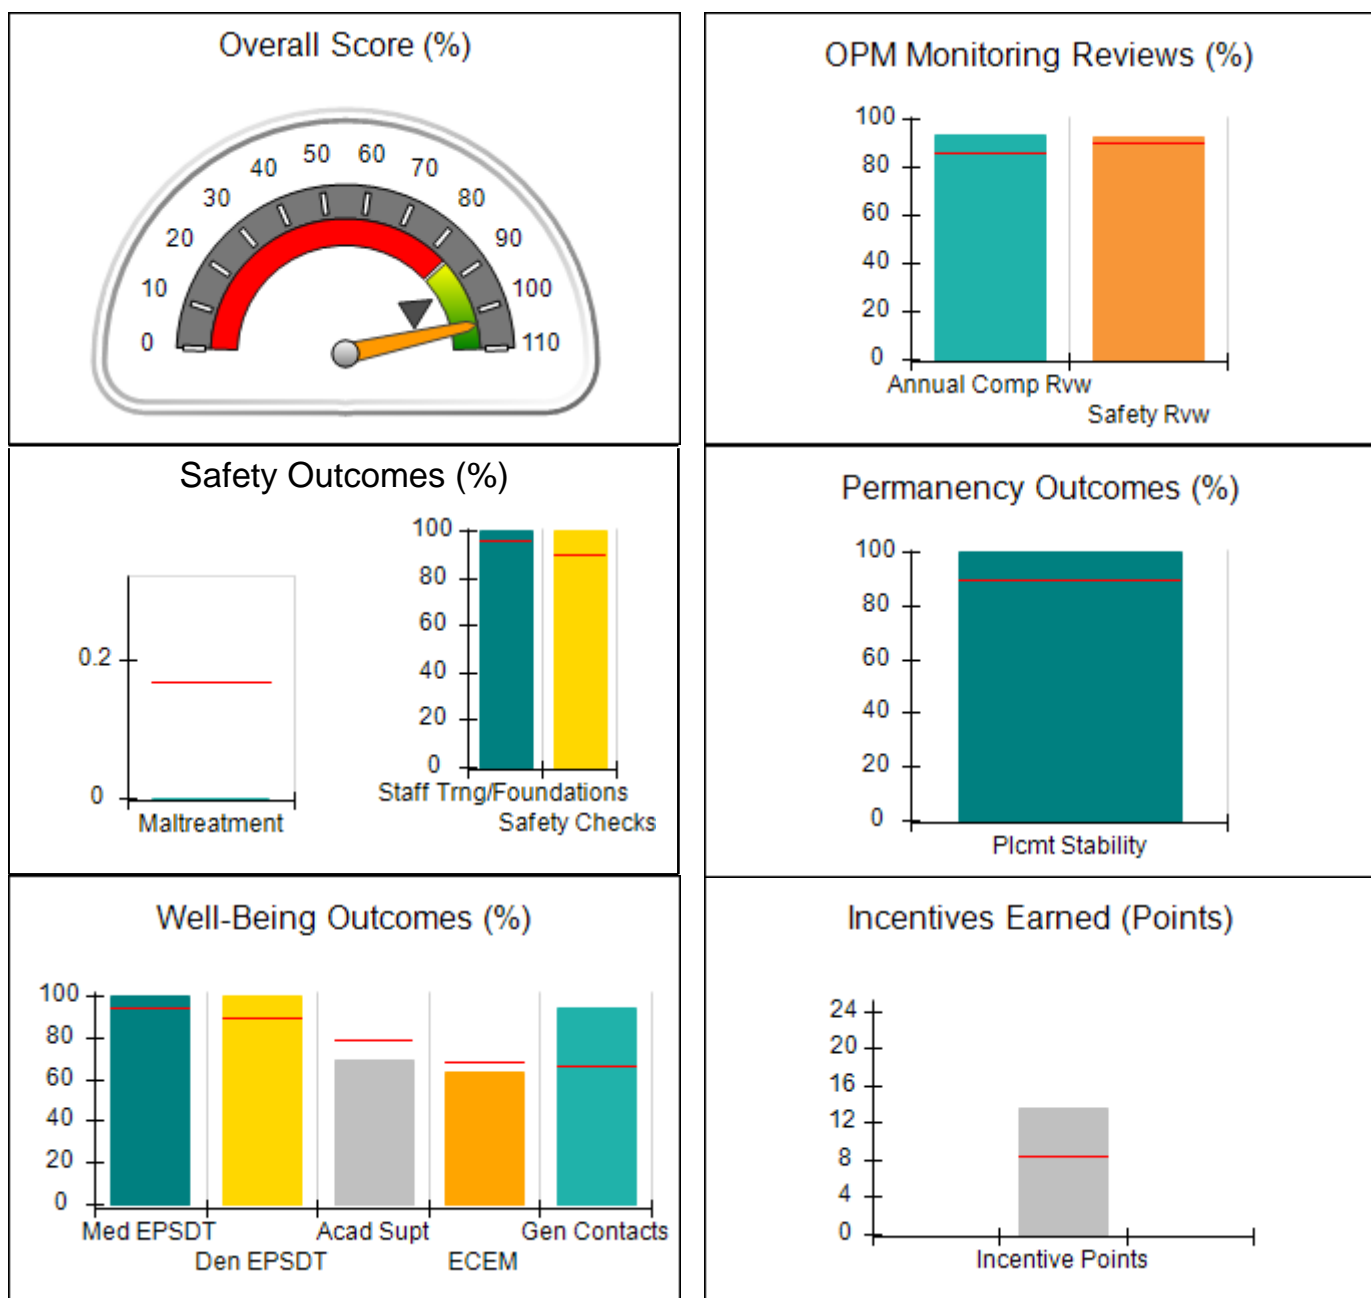 Overall Score (%)
0
10
20
30
40
50
60
70
80
90
100
110
OPM Monitoring Reviews (%)
100
80
60
40
20
0
Annual Comp Rvw
Safety Rvw
Safety Outcomes (%)
0.2
0
Maltreatment
100
80
60
40
20
0
Staff Trng/Foundations
Safety Checks
Permanency Outcomes (%)
100
80
60
40
20
0
Plcmt Stability
Well-Being Outcomes (%)
100
80
60
40
20
0
Med EPSDT
Den EPSDT
Acad Supt
ECEM
Gen Contacts
Incentives Earned (Points)
24
20
16
12
8
4
0
Incentive Points